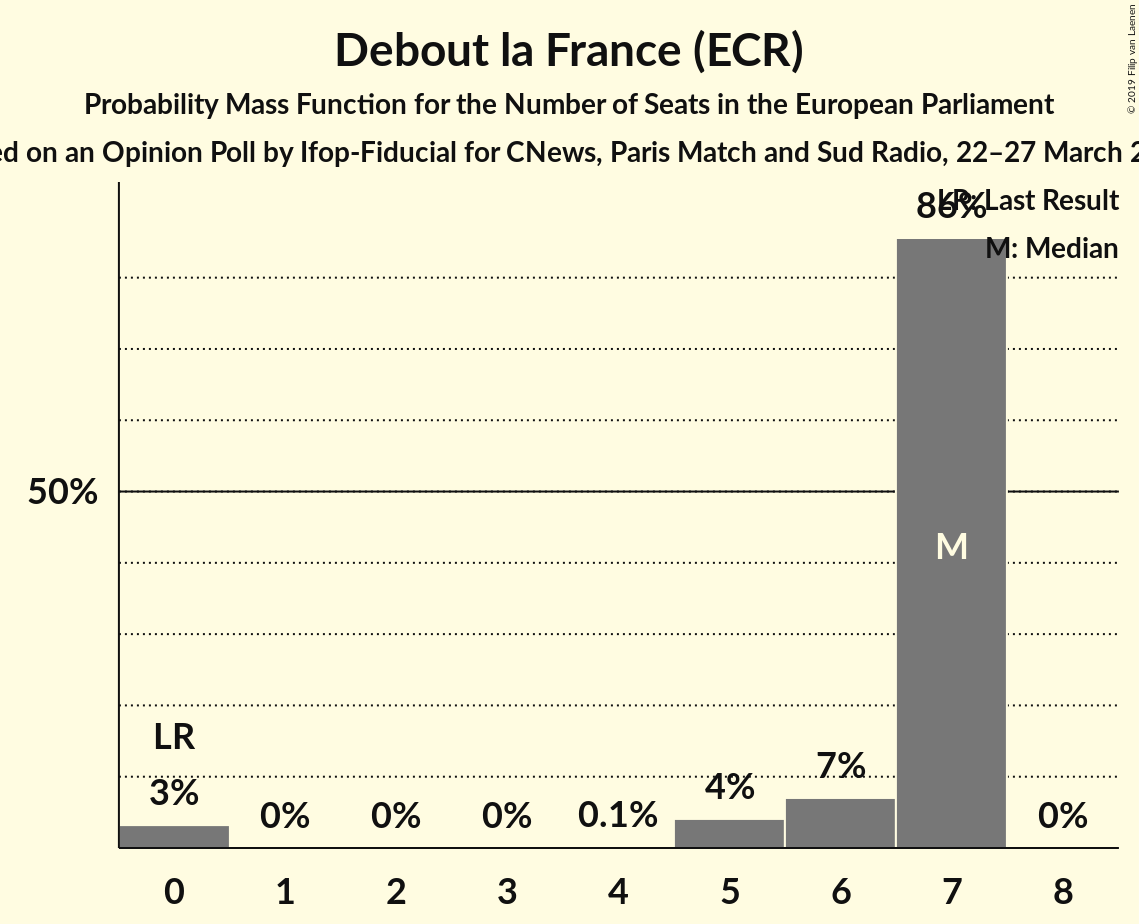 Debout la France (ECR)
Probability Mass Function for the Number of Seats in the European Parliament
on an Opinion Poll by Ifop-Fiducial for CNews, Paris Match and Sud Radio, 22–27 March
© 2019 Filip van Laenen
LR: Last Result
M: Median
86%
50%
M
LR
3% 0% 0% 0% 0.1% 4% 7% 0%
0 1 2 3 4 5 6 7 8